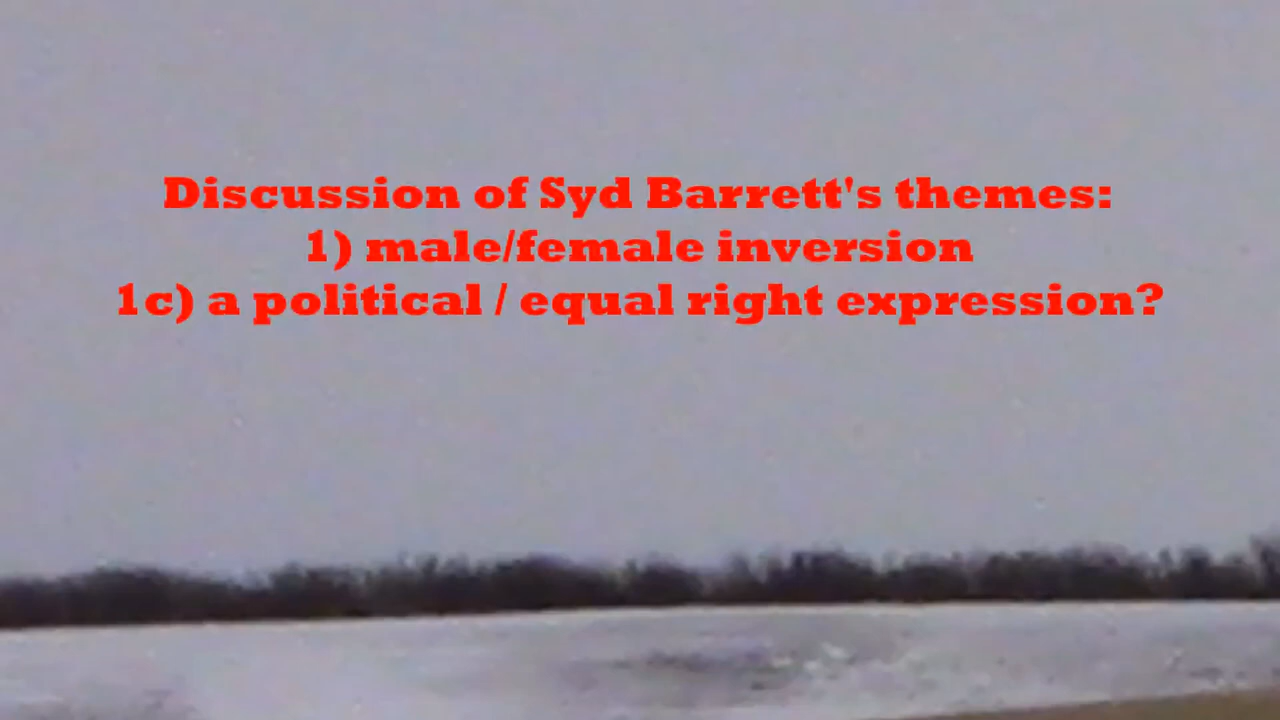 Discussion of Syd Barrett's themes:
1) male/female inversion
1c) a political / equal right expression?